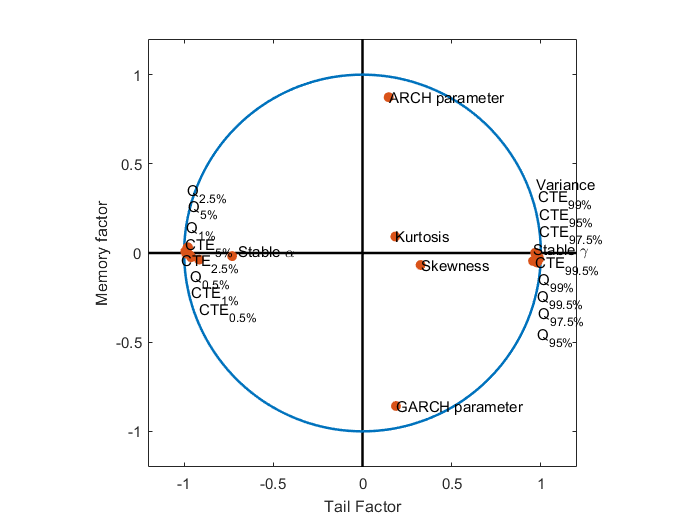 1
ARCH parameter
0.5
Q2.5%
Q5%
Q1%
CTE5%
CTE2.5%
Q0.5%
CTE1%
CTE0.5%
Stable α
Kurtosis
Skewness
Variance
CTE99%
CTE95%
CTE97.5%
Stable γ
CTE99.5%
Q99%
Q99.5%
Q97.5%
Q95%
0
-0.5
GARCH parameter
-1
Memory factor
-1 -0.5 0 0.5 1
Tail Factor